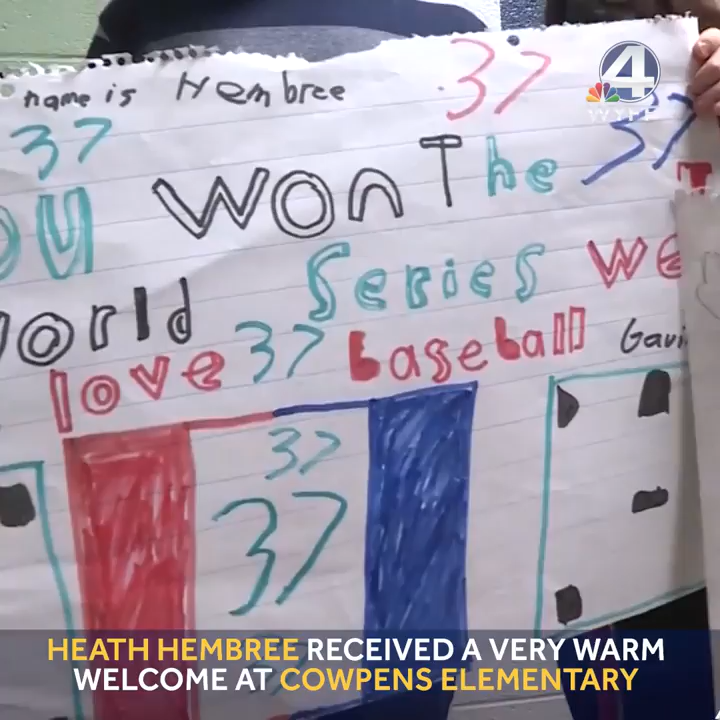 name is Hembree 37
4
WYFF
37 37
OU WON The
World Series We
love 37 baseball Gavi
37
37
HEATH HEMBREE RECEIVED A VERY WARM
WELCOME AT COWPENS ELEMENTARY